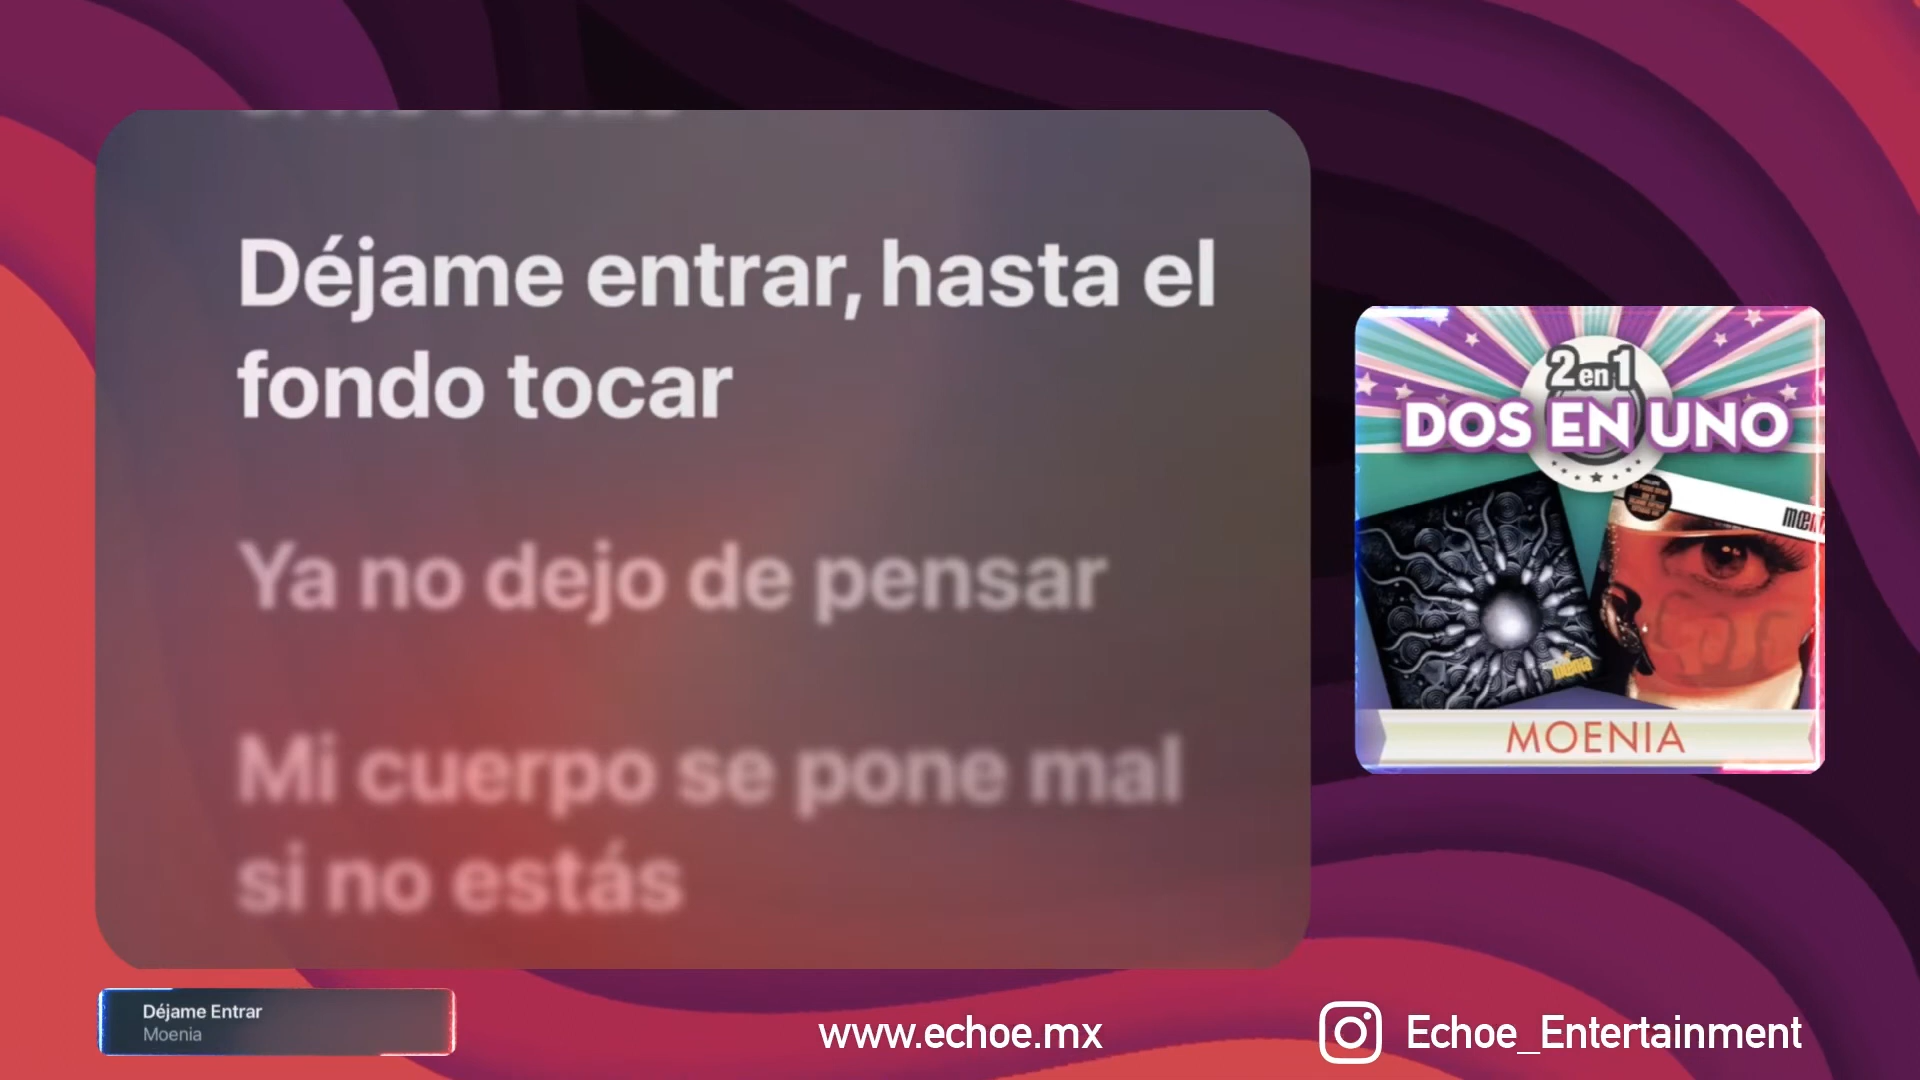 Déjame entrar, hasta el
fondo tocar
Ya no dejo de pensar
Mi cuerpo se pone mal
si no estás
2 en 1
DOS EN UNO
moenia
MOENIA
Déjame Entrar
Moenia
www.echoe.mx
Echoe_Entertainment